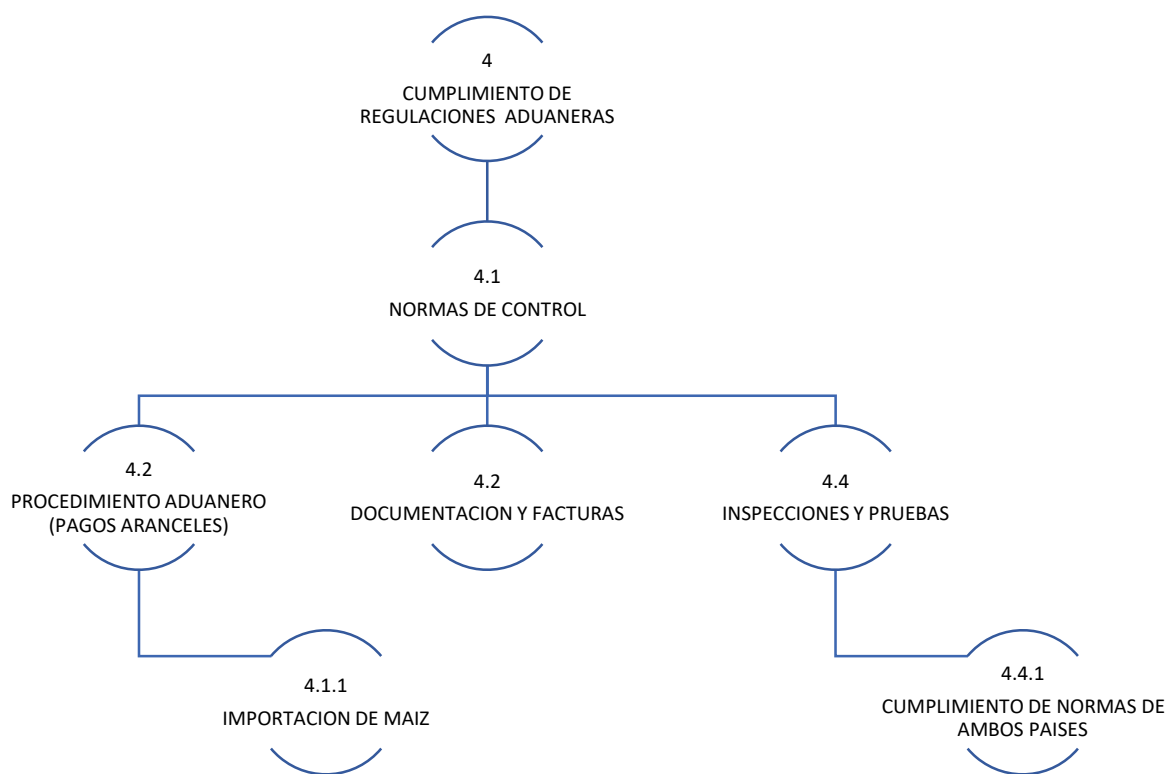 4
CUMPLIMIENTO DE
REGULACIONES ADUANERAS
4.1
NORMAS DE CONTROL
4.2
PROCEDIMIENTO ADUANERO
(PAGOS ARANCELES)
4.2
DOCUMENTACION Y FACTURAS
4.4
INSPECCIONES Y PRUEBAS
4.1.1
IMPORTACION DE MAIZ
4.4.1
CUMPLIMIENTO DE NORMAS DE
AMBOS PAISES